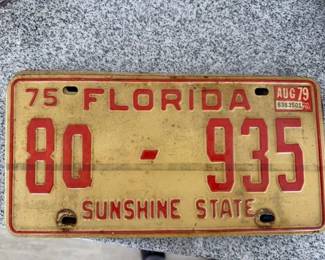 75 FLORIDA AUG 79
80 - 935
SUNSHINE STATE